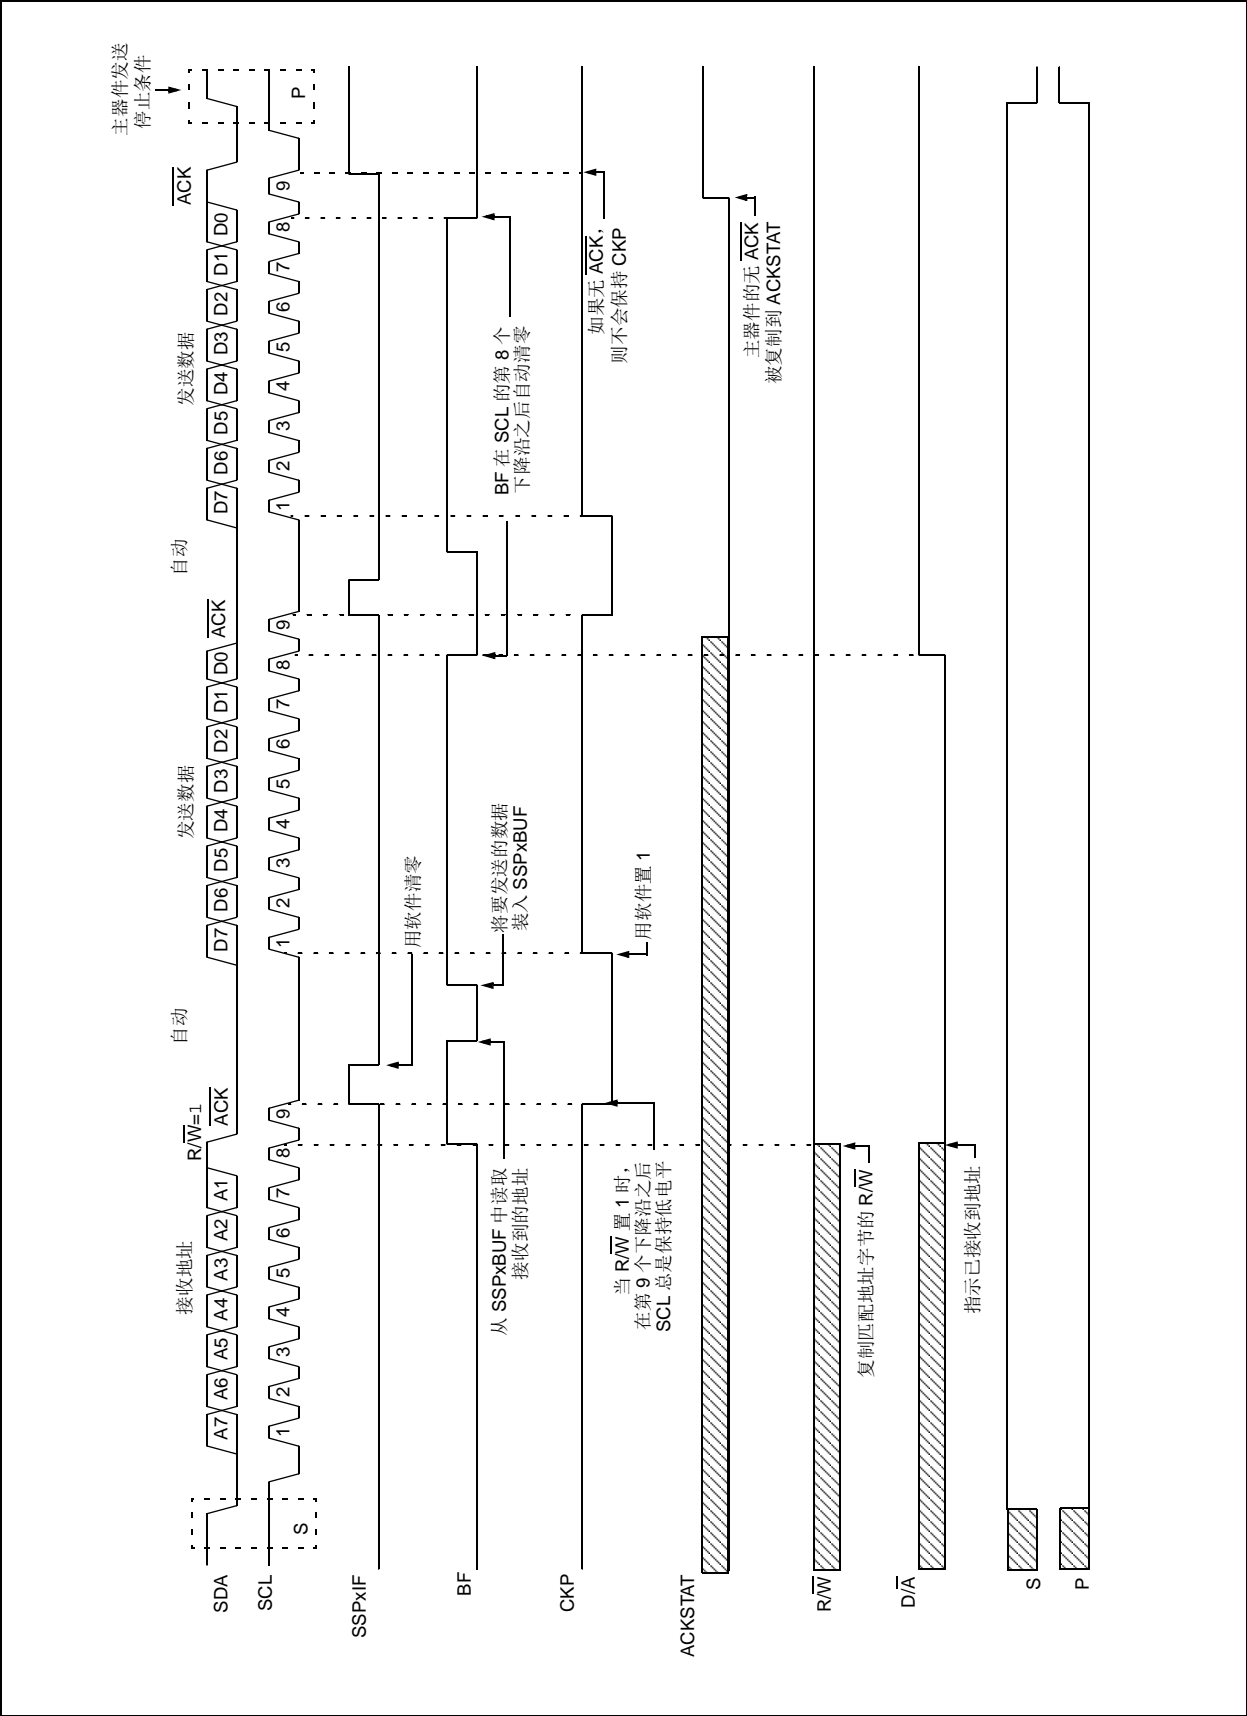 主器件发送
停止条件
接收地址
R/W=1
自动
发送数据
自动
发送数据
ACK
SDA
A7 A6 A5 A4 A3 A2 A1
ACK
D7 D6 D5 D4 D3 D2 D1 D0
ACK
D7 D6 D5 D4 D3 D2 D1 D0
SCL
S
1 2 3 4 5 6 7 8 9
1 2 3 4 5 6 7 8 9
1 2 3 4 5 6 7 8 9
P
SSPxIF
用软件清零
BF
从 SSPxBUF 中读取
接收到的地址
将要发送的数据
装入 SSPxBUF
BF 在 SCL 的第 8 个
下降沿之后自动清零
CKP
当 R/W 置 1 时,
在第 9 个下降沿之后
SCL 总是保持低电平
用软件置 1
如果无 ACK,
则不会保持 CKP
ACKSTAT
主器件的无 ACK
被复制到 ACKSTAT
R/W
复制匹配地址字节的 R/W
D/A
指示已接收到地址
S
P